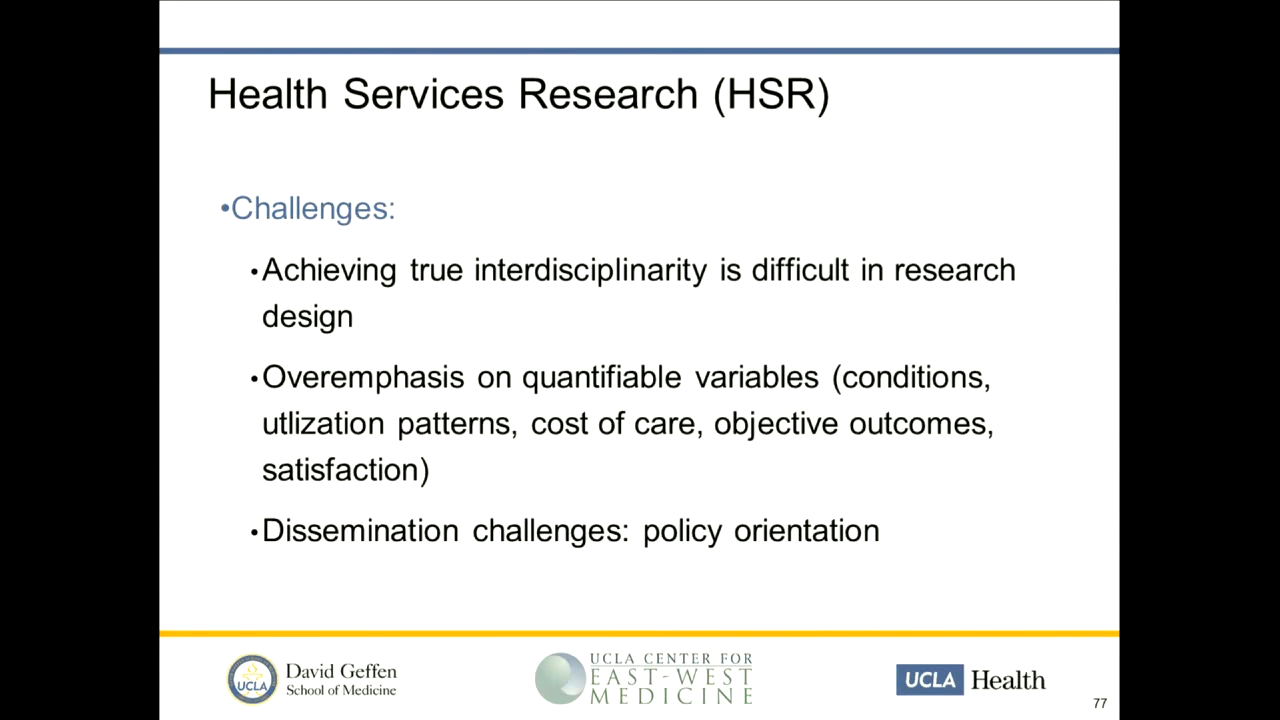 Health Services Research (HSR)
•Challenges:
•Achieving true interdisciplinarity is difficult in research
design
•Overemphasis on quantifiable variables (conditions,
utlization patterns, cost of care, objective outcomes,
satisfaction)
•Dissemination challenges: policy orientation
UCLA
David Geffen
School of Medicine
UCLA CENTER FOR
EAST-WEST
MEDICINE
UCLA Health
77